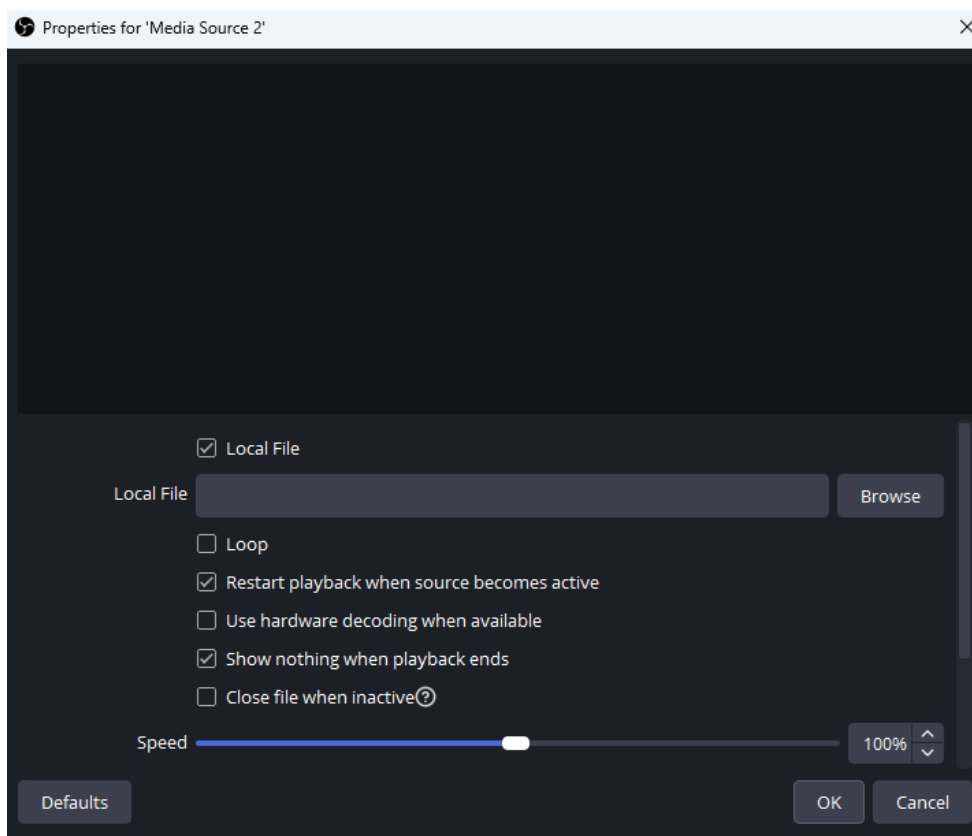 Properties for 'Media Source 2'
Local File
Local File
Browse
Loop
Restart playback when source becomes active
Use hardware decoding when available
Show nothing when playback ends
Close file when inactive?
Speed
100%
Defaults
OK
Cancel